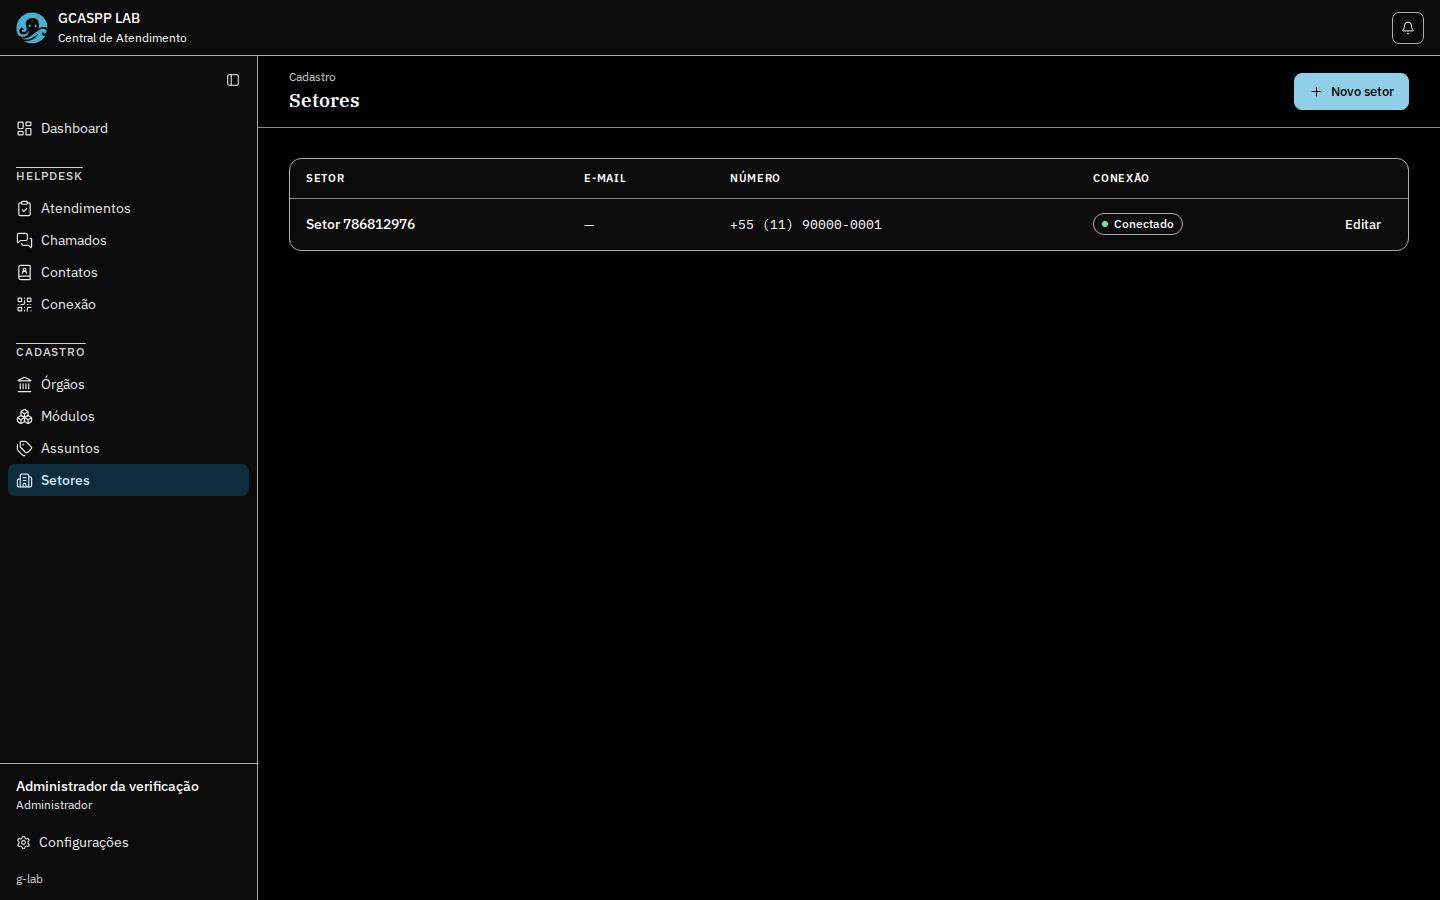 GCASPP LAB
Central de Atendimento
Dashboard
HELPDESK
Atendimentos
Chamados
Contatos
Conexão
CADASTRO
Órgãos
Módulos
Assuntos
Setores
Administrador da verificação
Administrador
Configurações
g-lab
Cadastro
Setores
Novo setor
SETOR E-MAIL NÚMERO CONEXÃO
Setor 786812976 — +55 (11) 90000-0001 Conectado Editar